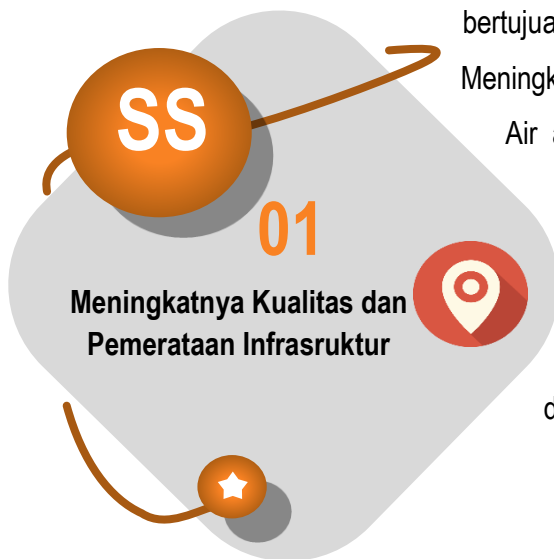 bertujua
Meningk
Air a
SS
01
Meningkatnya Kualitas dan
Pemerataan Infrasruktur
d